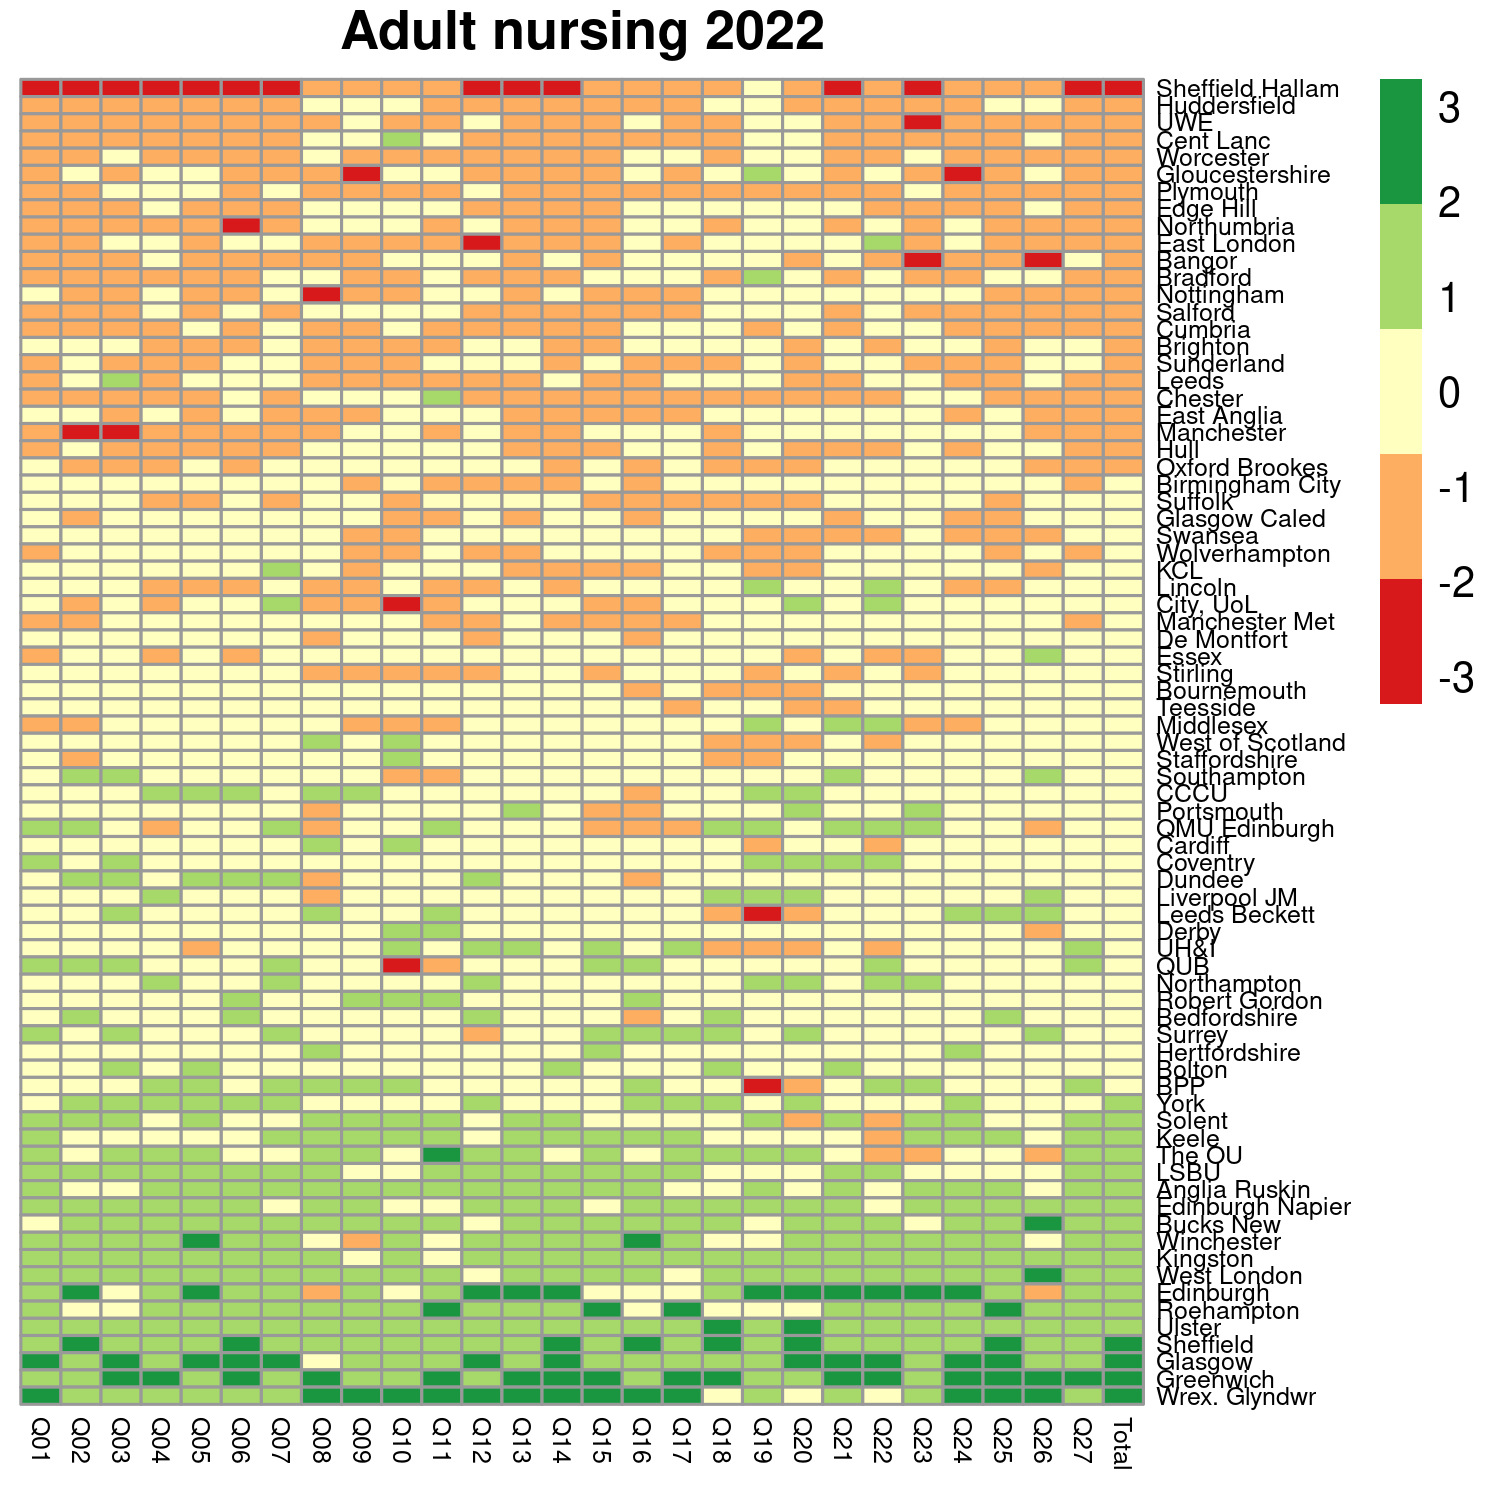 Adult nursing 2022
Sheffield Hallam
Huddersfield
UWE
Cent Lanc
Worcester
Gloucestershire
Plymouth
Edge Hill
Northumbria
East London
Bangor
Bradford
Nottingham
Salford
Cumbria
Brighton
Sunderland
Leeds
Chester
East Anglia
Manchester
Hull
Oxford Brookes
Birmingham City
Suffolk
Glasgow Caled
Swansea
Wolverhampton
KCL
Lincoln
City, UoL
Manchester Met
De Montfort
Essex
Stirling
Bournemouth
Teesside
Middlesex
West of Scotland
Staffordshire
Southampton
CCCU
Portsmouth
QMU Edinburgh
Cardiff
Coventry
Dundee
Liverpool JM
Leeds Beckett
Derby
UH&I
QUB
Northampton
Robert Gordon
Bedfordshire
Surrey
Hertfordshire
Bolton
BPP
York
Solent
Keele
The OU
LSBU
Anglia Ruskin
Edinburgh Napier
Bucks New
Winchester
Kingston
West London
Edinburgh
Roehampton
Ulster
Sheffield
Glasgow
Greenwich
Wrex. Glyndwr
3
2
1
0
-1
-2
-3
Q01
Q02
Q03
Q04
Q05
Q06
Q07
Q08
Q09
Q10
Q11
Q12
Q13
Q14
Q15
Q16
Q17
Q18
Q19
Q20
Q21
Q22
Q23
Q24
Q25
Q26
Q27
Total